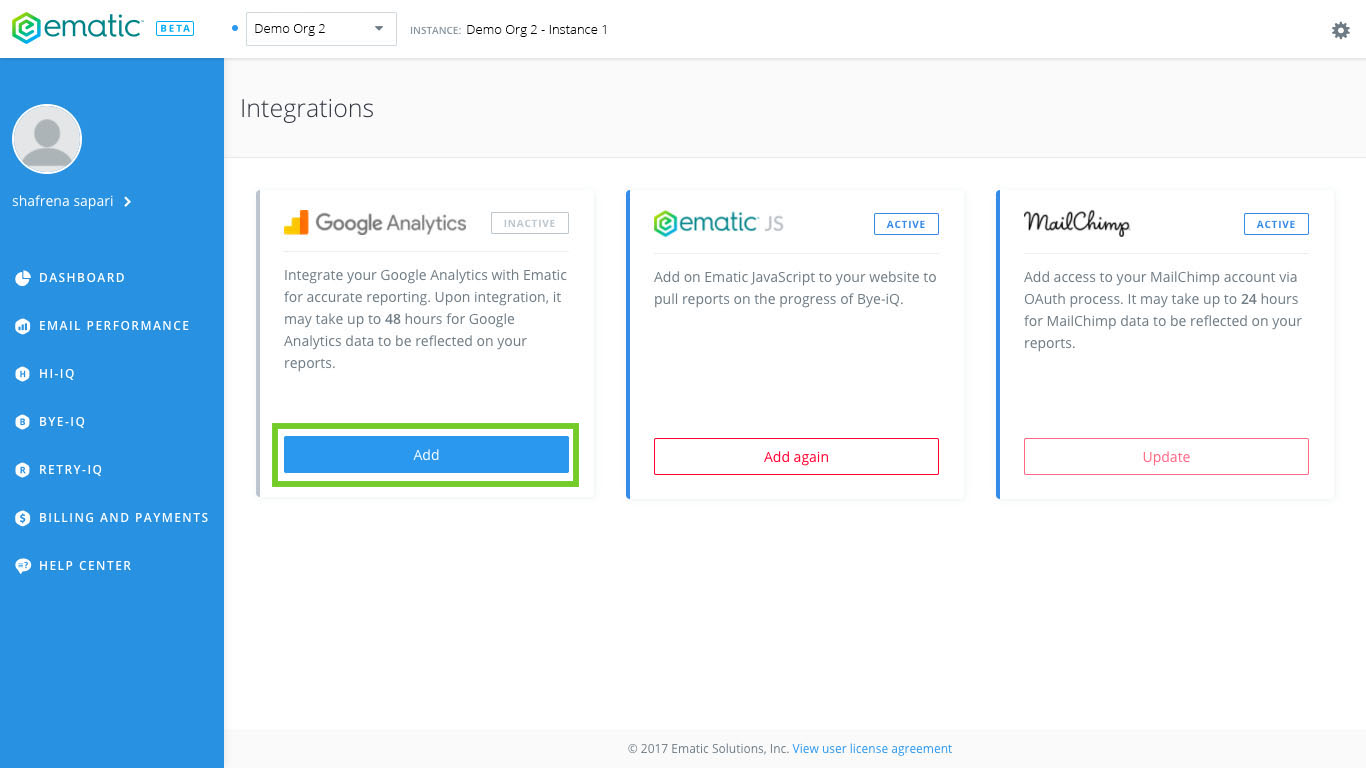 ematic BETA Demo Org 2 INSTANCE: Demo Org 2 - Instance 1
shafrena sapari
DASHBOARD
EMAIL PERFORMANCE
HI-IQ
BYE-IQ
RETRY-IQ
BILLING AND PAYMENTS
HELP CENTER
Integrations
Google Analytics INACTIVE
Integrate your Google Analytics with Ematic
for accurate reporting. Upon integration, it
may take up to 48 hours for Google
Analytics data to be reflected on your
reports.
Add
ematic JS ACTIVE
Add on Ematic JavaScript to your website to
pull reports on the progress of Bye-iQ.
Add again
MailChimp ACTIVE
Add access to your MailChimp account via
OAuth process. It may take up to 24 hours
for MailChimp data to be reflected on your
reports.
Update
© 2017 Ematic Solutions, Inc. View user license agreement